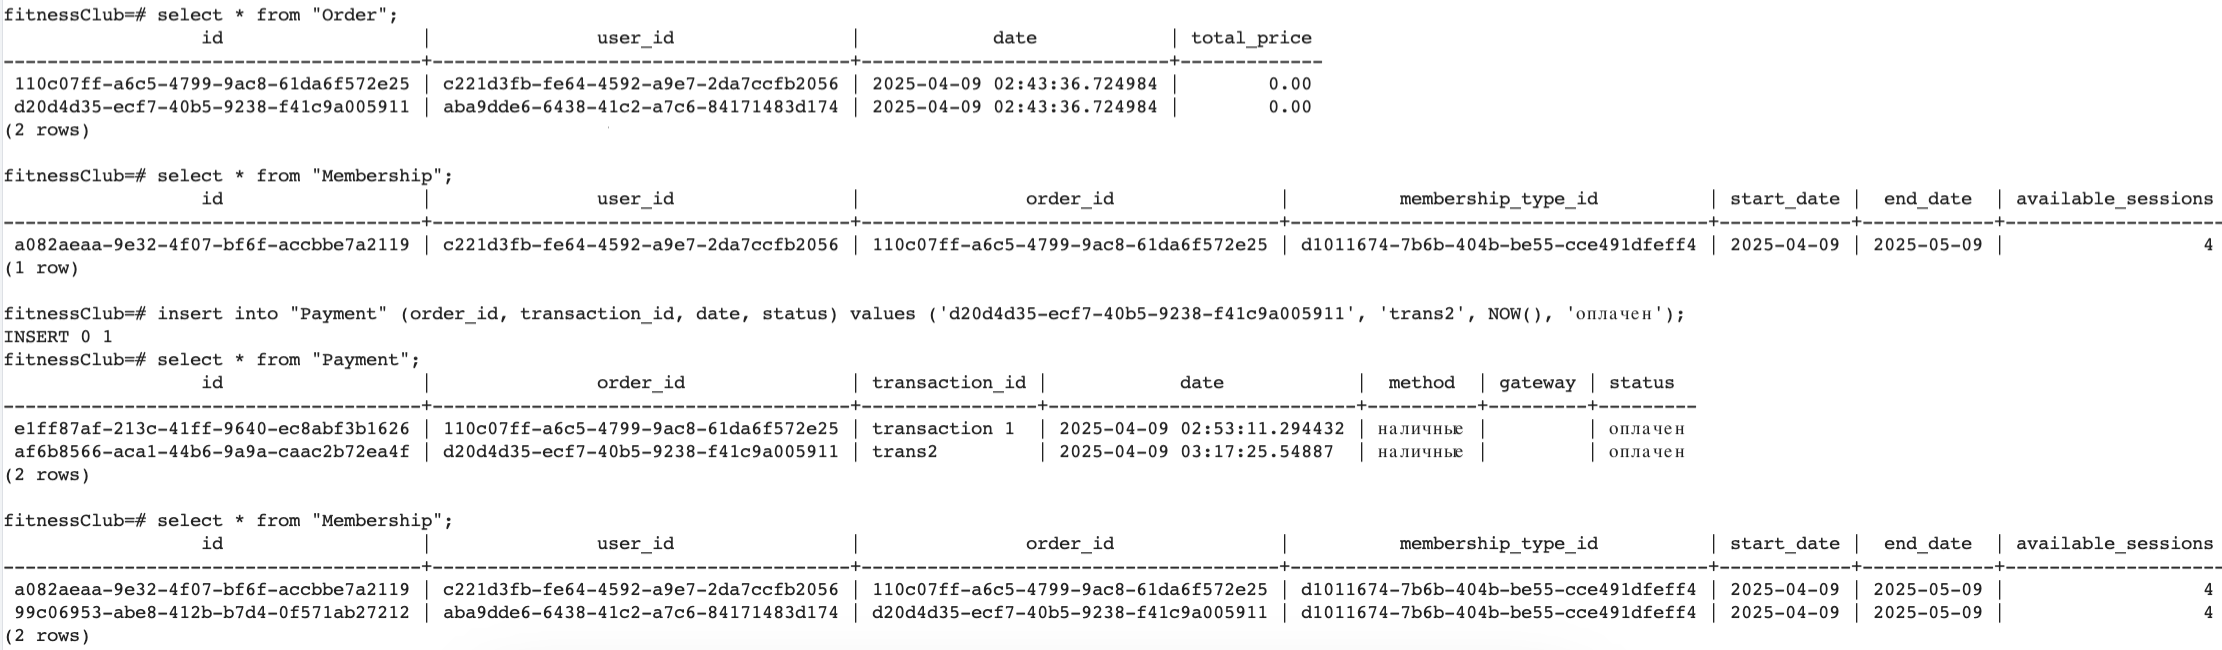 fitnessClub=# select * from "Order";
id | user_id | date | total_price
--------------------------------------+--------------------------------------+----------------------------+-------------
110c07ff-a6c5-4799-9ac8-61da6f572e25 | c221d3fb-fe64-4592-a9e7-2da7ccfb2056 | 2025-04-09 02:43:36.724984 | 0.00
d20d4d35-ecf7-40b5-9238-f41c9a005911 | aba9dde6-6438-41c2-a7c6-84171483d174 | 2025-04-09 02:43:36.724984 | 0.00
(2 rows)
fitnessClub=# select * from "Membership";
id | user_id | order_id | membership_type_id | start_date | end_date | available_sessions
--------------------------------------+--------------------------------------+--------------------------------------+--------------------------------------+------------+------------+--------------------
a082aeaa-9e32-4f07-bf6f-accbbe7a2119 | c221d3fb-fe64-4592-a9e7-2da7ccfb2056 | 110c07ff-a6c5-4799-9ac8-61da6f572e25 | d1011674-7b6b-404b-be55-cce491dfeff4 | 2025-04-09 | 2025-05-09 | 4
(1 row)
fitnessClub=# insert into "Payment" (order_id, transaction_id, date, status) values ('d20d4d35-ecf7-40b5-9238-f41c9a005911', 'trans2', NOW(), 'оплачен');
INSERT 0 1
fitnessClub=# select * from "Payment";
id | order_id | transaction_id | date | method | gateway | status
--------------------------------------+--------------------------------------+----------------+----------------------------+----------+---------+---------
e1ff87af-213c-41ff-9640-ec8abf3b1626 | 110c07ff-a6c5-4799-9ac8-61da6f572e25 | transaction 1 | 2025-04-09 02:53:11.294432 | наличные | | оплачен
af6b8566-aca1-44b6-9a9a-caac2b72ea4f | d20d4d35-ecf7-40b5-9238-f41c9a005911 | trans2 | 2025-04-09 03:17:25.54887 | наличные | | оплачен
(2 rows)
fitnessClub=# select * from "Membership";
id | user_id | order_id | membership_type_id | start_date | end_date | available_sessions
--------------------------------------+--------------------------------------+--------------------------------------+--------------------------------------+------------+------------+--------------------
a082aeaa-9e32-4f07-bf6f-accbbe7a2119 | c221d3fb-fe64-4592-a9e7-2da7ccfb2056 | 110c07ff-a6c5-4799-9ac8-61da6f572e25 | d1011674-7b6b-404b-be55-cce491dfeff4 | 2025-04-09 | 2025-05-09 | 4
99c06953-abe8-412b-b7d4-0f571ab27212 | aba9dde6-6438-41c2-a7c6-84171483d174 | d20d4d35-ecf7-40b5-9238-f41c9a005911 | d1011674-7b6b-404b-be55-cce491dfeff4 | 2025-04-09 | 2025-05-09 | 4
(2 rows)